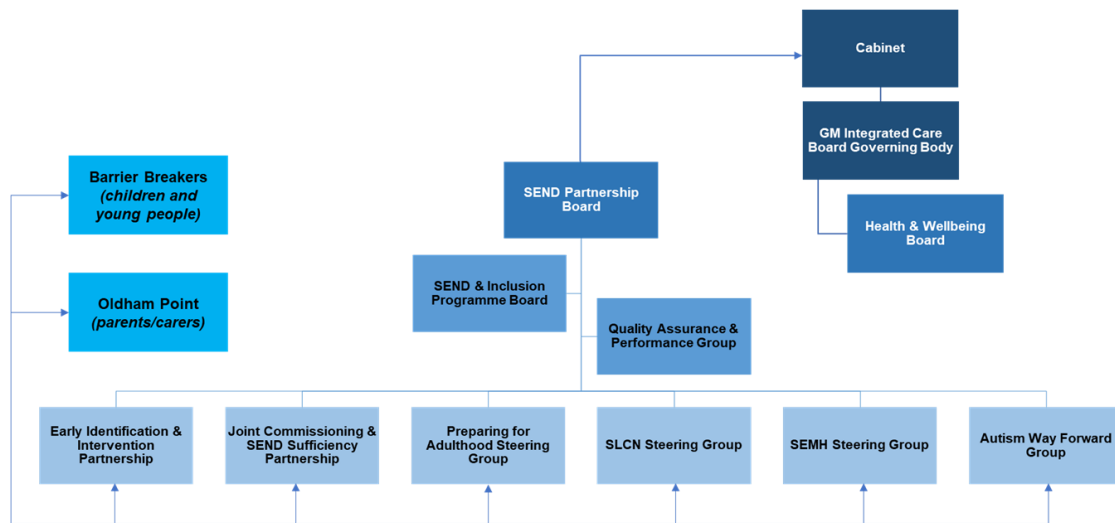 Cabinet
GM Integrated Care
Board Governing Body
Health & Wellbeing
Board
Barrier Breakers
(children and
young people)
SEND Partnership
Board
Oldham Point
(parents/carers)
SEND & Inclusion
Programme Board
Quality Assurance &
Performance Group
Early Identification &
Intervention
Partnership
Joint Commissioning &
SEND Sufficiency
Partnership
Preparing for
Adulthood Steering
Group
SLCN Steering Group
SEMH Steering Group
Autism Way Forward
Group